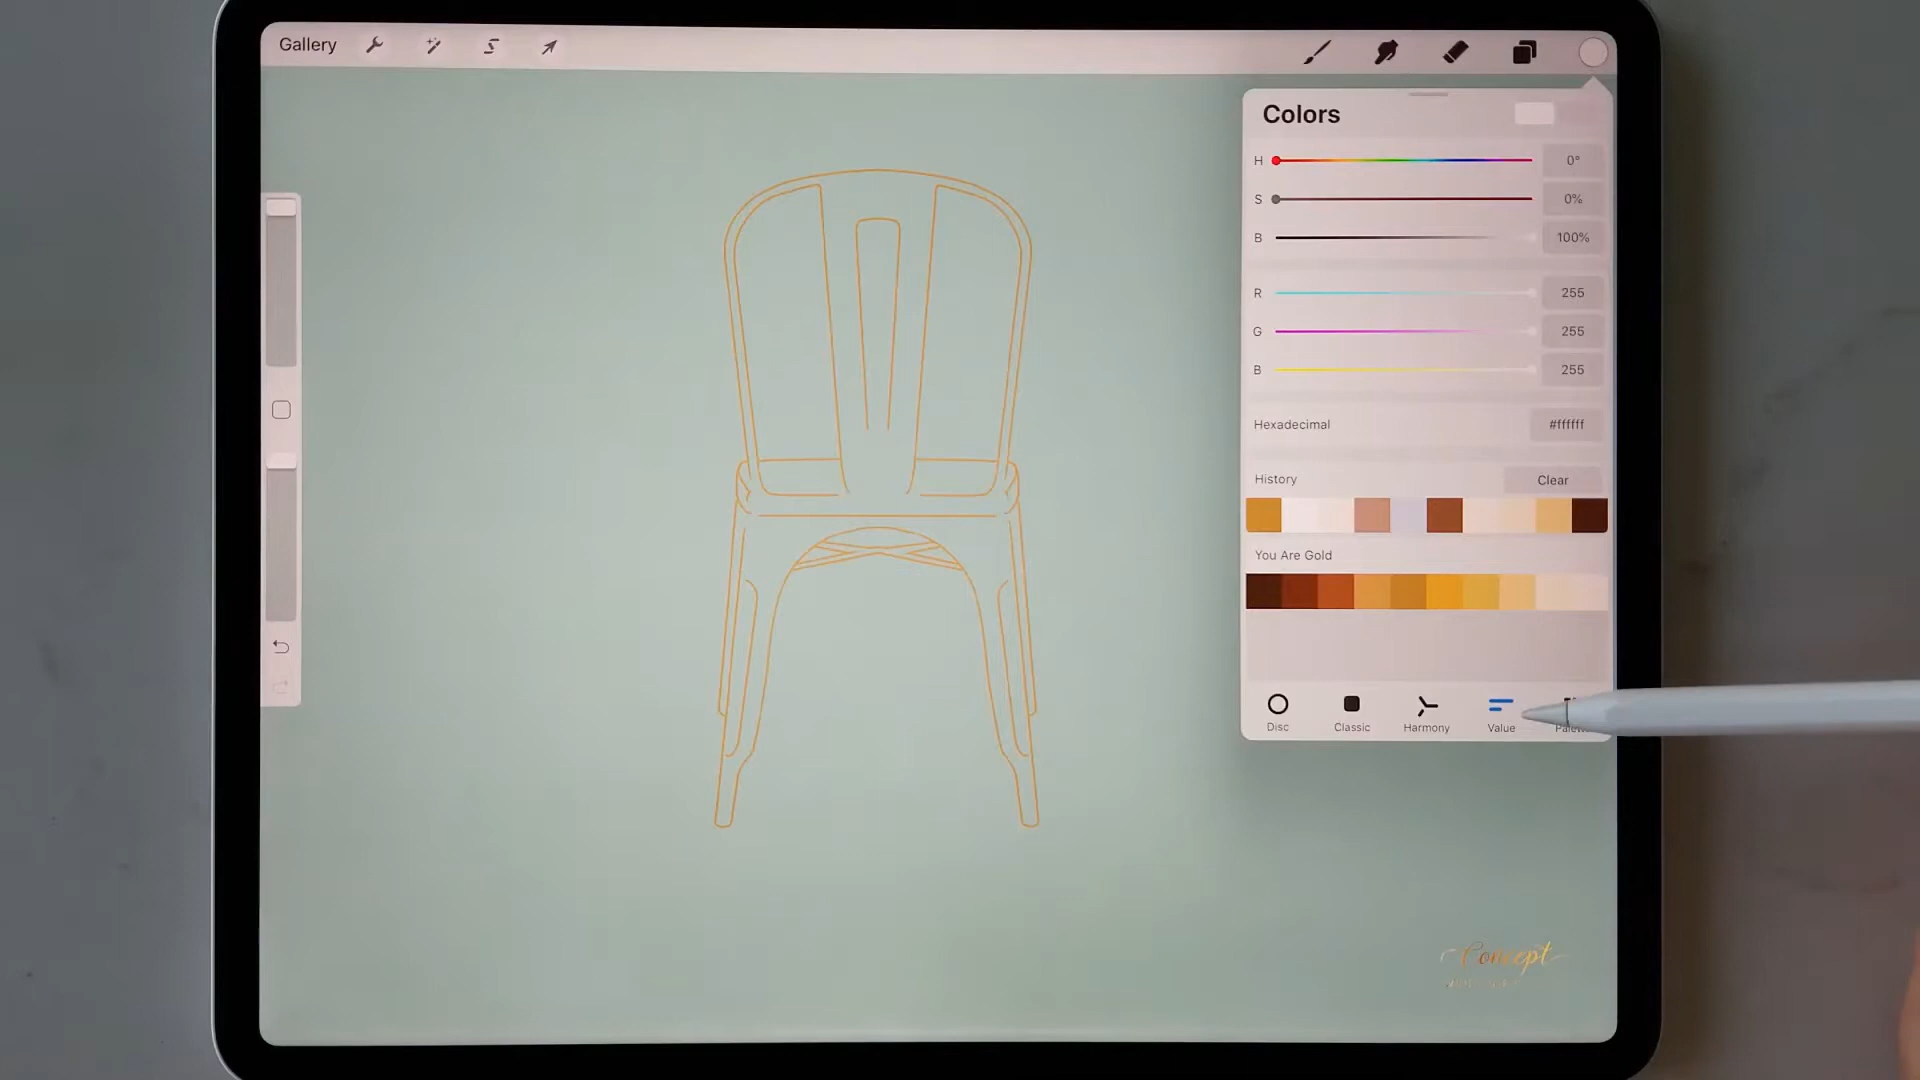 Gallery
Colors
H 0°
S 0%
B 100%
R 255
G 255
B 255
Hexadecimal #ffffff
History Clear
You Are Gold
Disc Classic Harmony Value
Concept